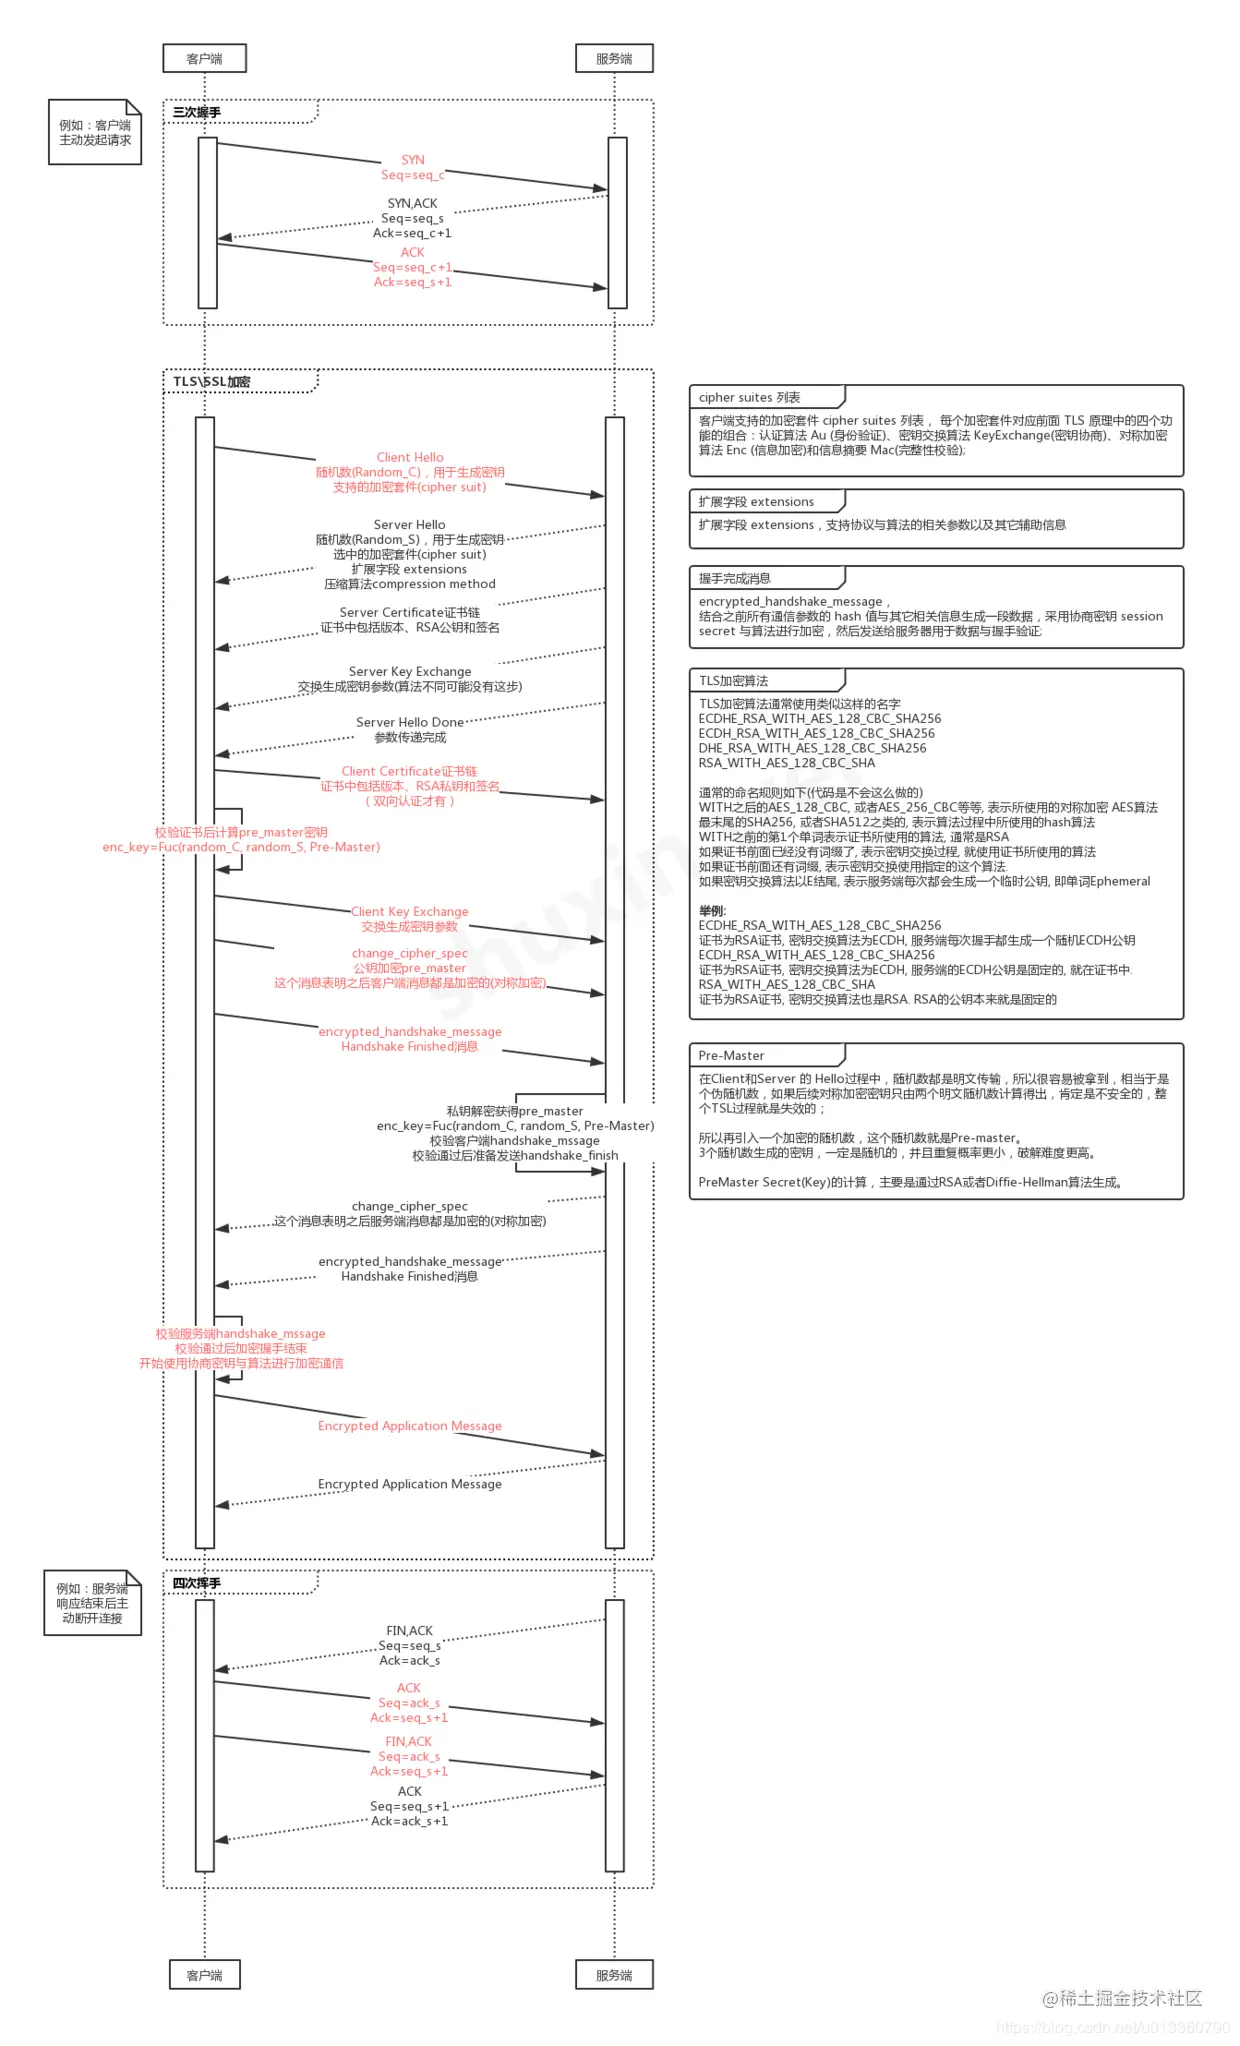 客户端
服务端
例如：客户端
主动发起请求
三次握手
SYN
Seq=seq_c
SYN,ACK
Seq=seq_s
Ack=seq_c+1
ACK
Seq=seq_c+1
Ack=seq_s+1
TLS\SSL加密
Client Hello
随机数(Random_C)，用于生成密钥
支持的加密套件(cipher suit)
Server Hello
随机数(Random_S)，用于生成密钥
选中的加密套件(cipher suit)
扩展字段 extensions
压缩算法compression method
Server Certificate证书链
证书中包括版本、RSA公钥和签名
Server Key Exchange
交换生成密钥参数(算法不同可能没有这步)
Server Hello Done
参数传递完成
Client Certificate证书链
证书中包括版本、RSA私钥和签名
（双向认证才有）
校验证书后计算pre_master密钥
enc_key=Fuc(random_C, random_S, Pre-Master)
Client Key Exchange
交换生成密钥参数
change_cipher_spec
公钥加密pre_master
这个消息表明之后客户端消息都是加密的(对称加密)
encrypted_handshake_message
Handshake Finished消息
私钥解密获得pre_master
enc_key=Fuc(random_C, random_S, Pre-Master)
校验客户端handshake_mssage
校验通过后准备发送handshake_finish
change_cipher_spec
这个消息表明之后服务端消息都是加密的(对称加密)
encrypted_handshake_message
Handshake Finished消息
校验服务端handshake_mssage
校验通过后加密握手结束
开始使用协商密钥与算法进行加密通信
Encrypted Application Message
Encrypted Application Message
cipher suites 列表
客户端支持的加密套件 cipher suites 列表， 每个加密套件对应前面 TLS 原理中的四个功
能的组合：认证算法 Au (身份验证)、密钥交换算法 KeyExchange(密钥协商)、对称加密
算法 Enc (信息加密)和信息摘要 Mac(完整性校验);
扩展字段 extensions
扩展字段 extensions，支持协议与算法的相关参数以及其它辅助信息
握手完成消息
encrypted_handshake_message，
结合之前所有通信参数的 hash 值与其它相关信息生成一段数据，采用协商密钥 session
secret 与算法进行加密，然后发送给服务器用于数据与握手验证;
TLS加密算法
TLS加密算法通常使用类似这样的名字
ECDHE_RSA_WITH_AES_128_CBC_SHA256
ECDH_RSA_WITH_AES_128_CBC_SHA256
DHE_RSA_WITH_AES_128_CBC_SHA256
RSA_WITH_AES_128_CBC_SHA
通常的命名规则如下(代码是不会这么做的)
WITH之后的AES_128_CBC, 或者AES_256_CBC等等, 表示所使用的对称加密 AES算法
最末尾的SHA256, 或者SHA512之类的, 表示算法过程中所使用的hash算法
WITH之前的第1个单词表示证书所使用的算法, 通常是RSA
如果证书前面已经没有词缀了, 表示密钥交换过程, 就使用证书所使用的算法
如果证书前面还有词缀, 表示密钥交换使用指定的这个算法.
如果密钥交换算法以E结尾, 表示服务端每次都会生成一个临时公钥, 即单词Ephemeral
举例:
ECDHE_RSA_WITH_AES_128_CBC_SHA256
证书为RSA证书, 密钥交换算法为ECDH, 服务端每次握手都生成一个随机ECDH公钥
ECDH_RSA_WITH_AES_128_CBC_SHA256
证书为RSA证书, 密钥交换算法为ECDH, 服务端的ECDH公钥是固定的, 就在证书中.
RSA_WITH_AES_128_CBC_SHA
证书为RSA证书, 密钥交换算法也是RSA. RSA的公钥本来就是固定的
Pre-Master
在Client和Server 的 Hello过程中，随机数都是明文传输，所以很容易被拿到，相当于是
个伪随机数，如果后续对称加密密钥只由两个明文随机数计算得出，肯定是不安全的，整
个TSL过程就是失效的；
所以再引入一个加密的随机数，这个随机数就是Pre-master。
3个随机数生成的密钥，一定是随机的，并且重复概率更小，破解难度更高。
PreMaster Secret(Key)的计算，主要是通过RSA或者Diffie-Hellman算法生成。
例如：服务端
响应结束后主
动断开连接
四次挥手
FIN,ACK
Seq=seq_s
Ack=ack_s
ACK
Seq=ack_s
Ack=seq_s+1
FIN,ACK
Seq=ack_s
Ack=seq_s+1
ACK
Seq=seq_s+1
Ack=ack_s+1
客户端
服务端
@稀土掘金技术社区
https://blog.csdn.net/u013380790